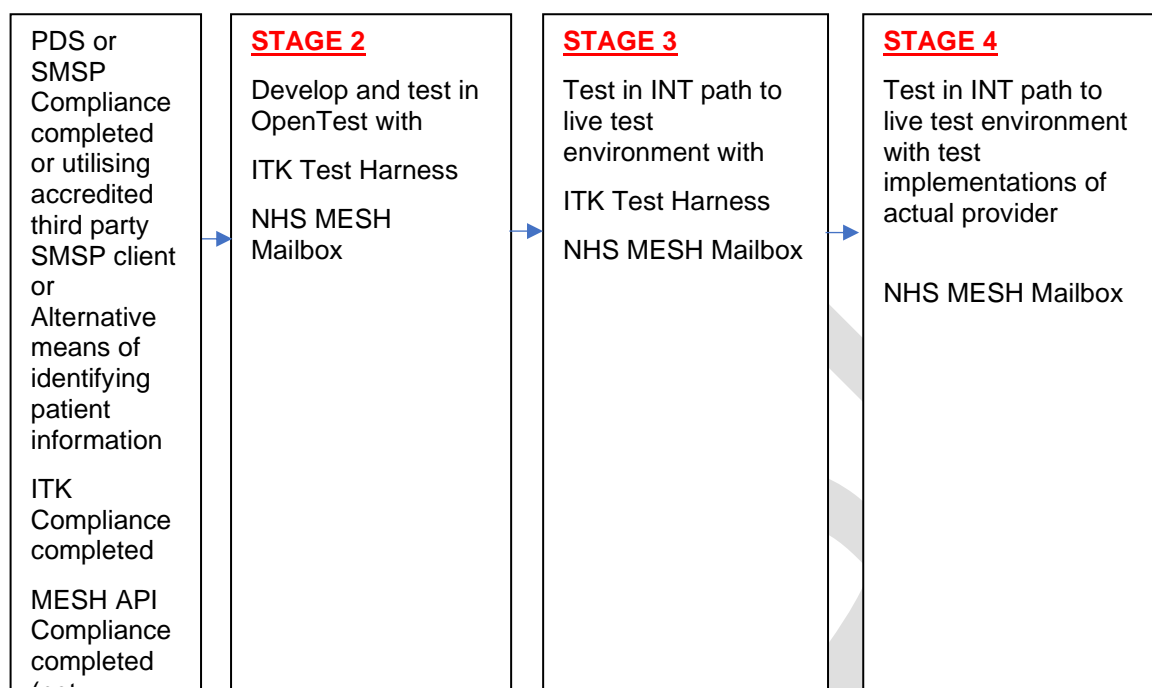 PDS or
SMSP
Compliance
completed
or utilising
accredited
third party
SMSP client
or
Alternative
means of
identifying
patient
information
ITK
Compliance
completed
MESH API
Compliance
completed
STAGE 2
Develop and test in
OpenTest with
ITK Test Harness
NHS MESH
Mailbox
STAGE 3
Test in INT path to
live test
environment with
ITK Test Harness
NHS MESH Mailbox
STAGE 4
Test in INT path to
live test environment
with test
implementations of
actual provider
NHS MESH Mailbox